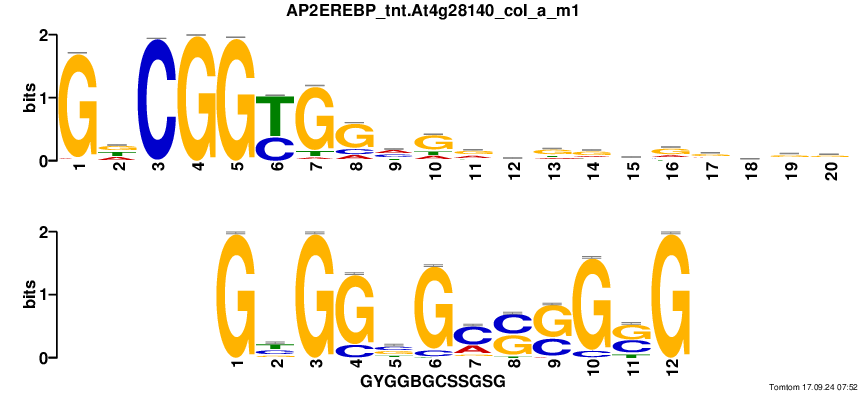 AP2EREBP_tnt.At4g28140_col_a_m1
bits
2
1
0
G C G G T C G G G
1 2 3 4 5 6 7 8 9 10 11 12 13 14 15 16 17 18 19 20
bits
2
1
0
G G G C G C A C G G C G G C G
1 2 3 4 5 6 7 8 9 10 11 12
GYGGBGCSSGSG
Tomtom 17.09.24 07:52